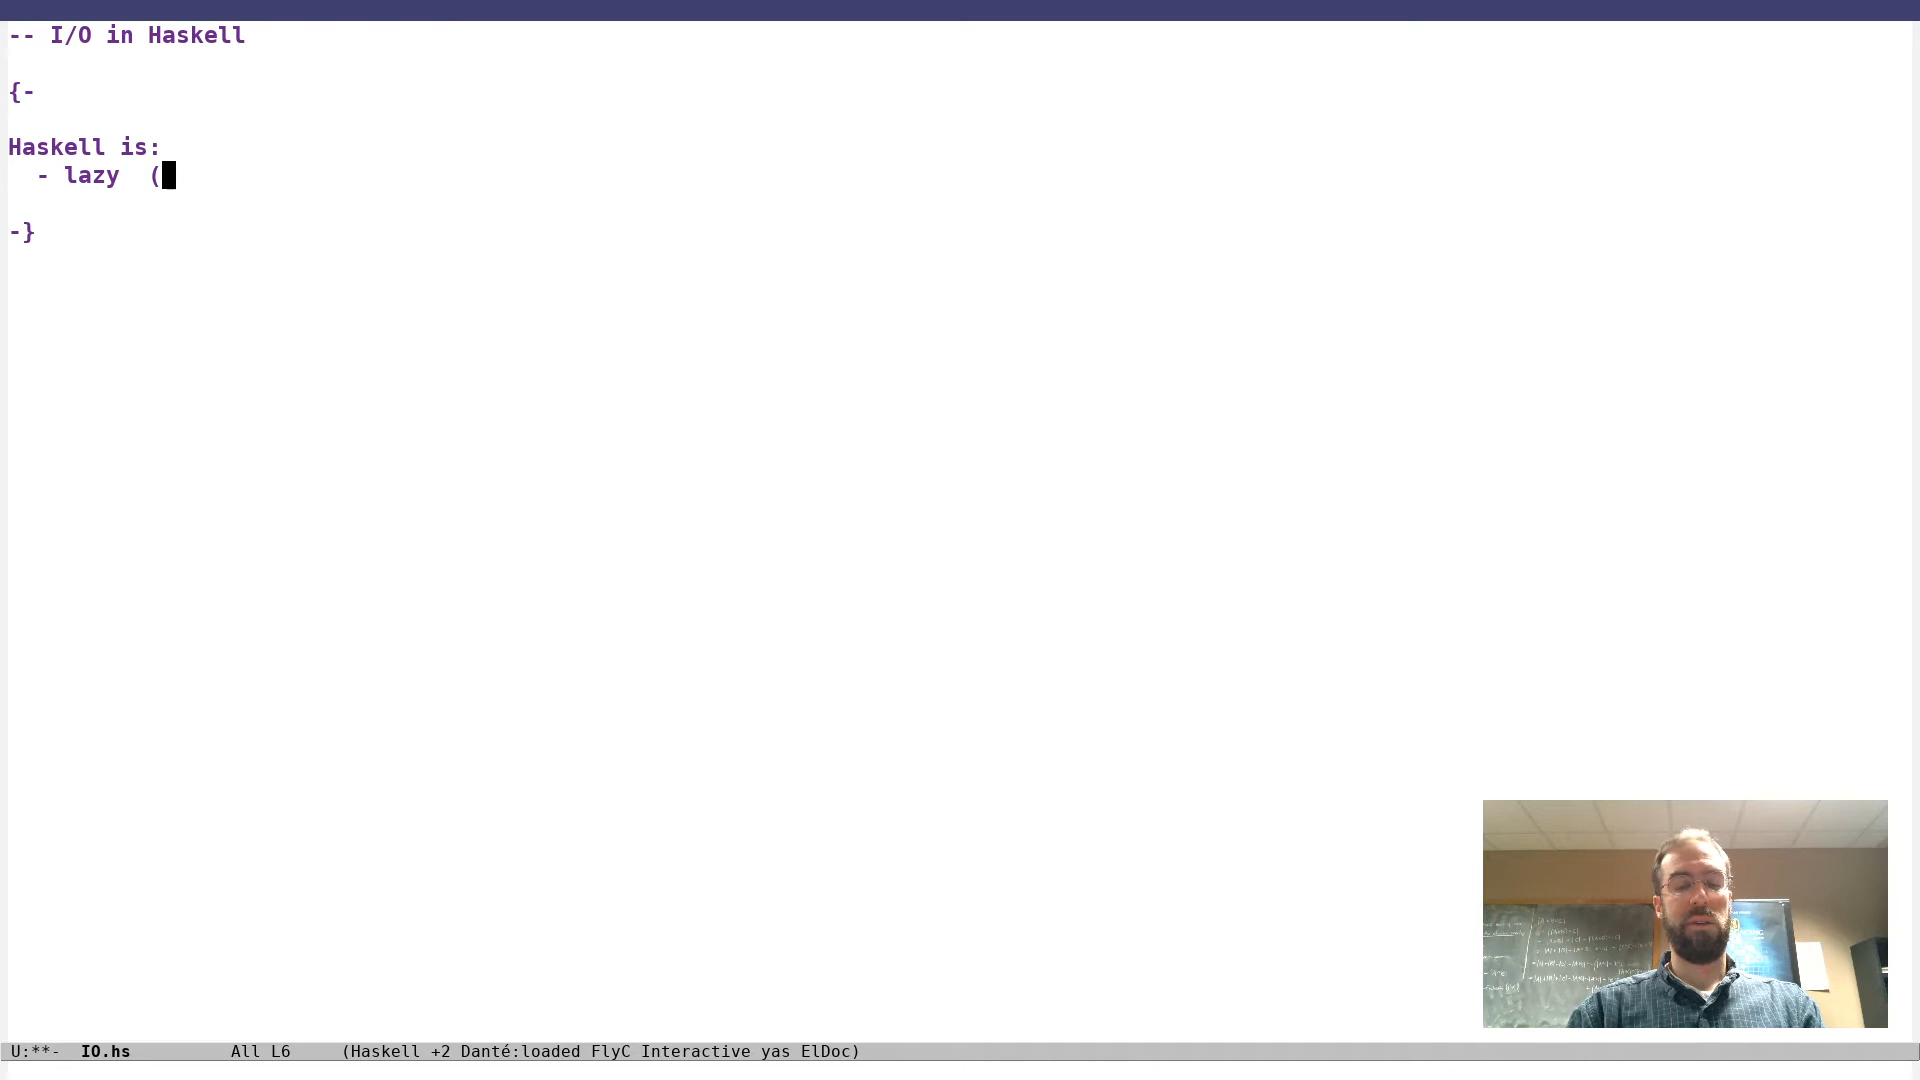 -- I/O in Haskell
{-
Haskell is:
  - lazy  (
-}
U:**-  IO.hs          All L6     (Haskell +2 Danté:loaded FlyC Interactive yas ElDoc)